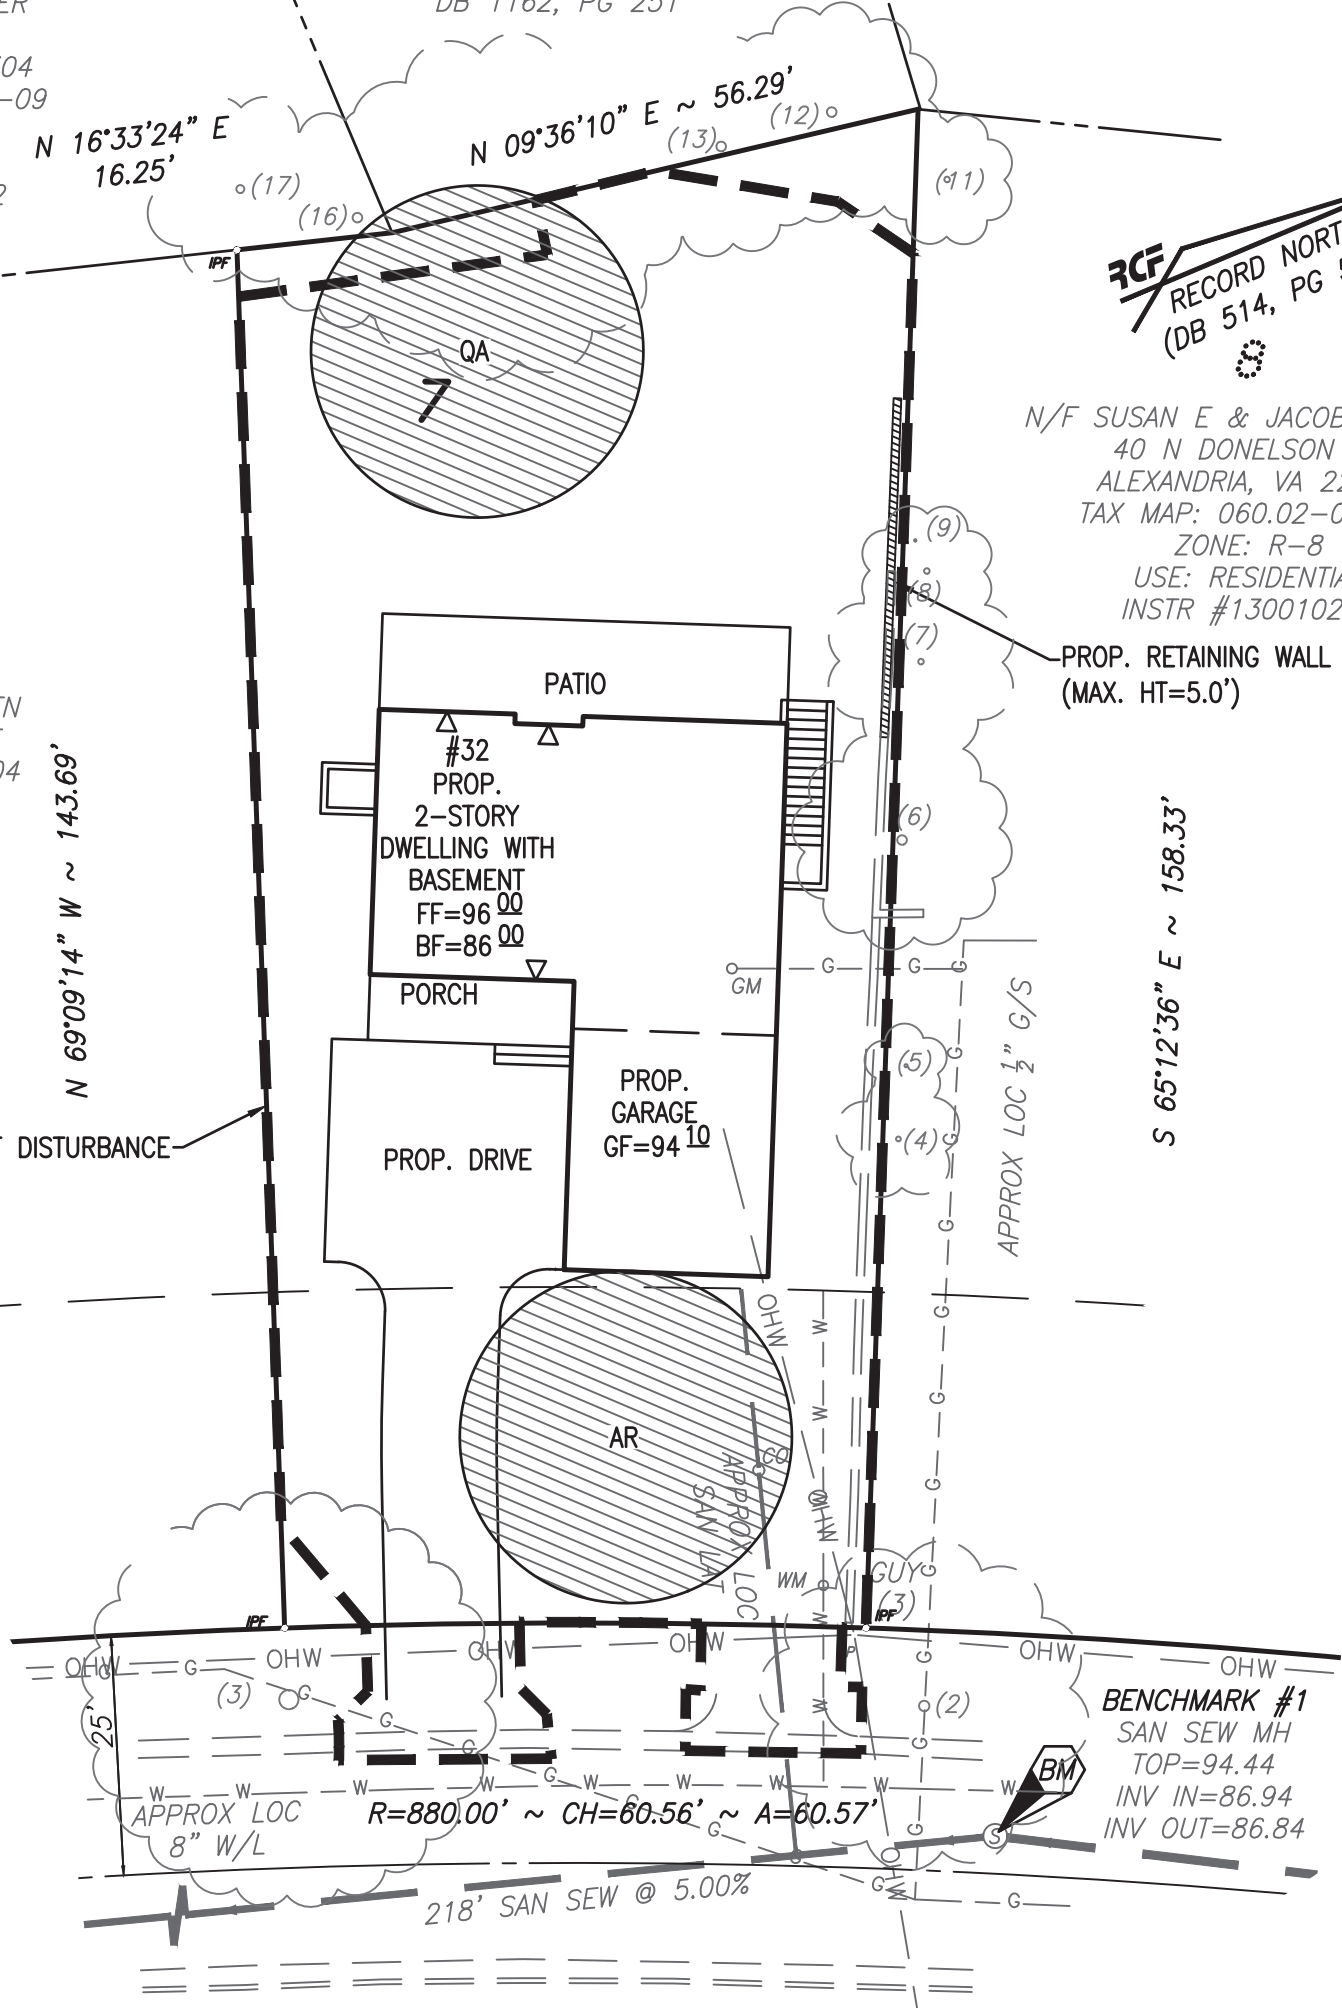 ER
DB 1162, PG 251
-09
N 16°33'24" E
16.25'
N 09°36'10" E ~ 56.29'
(12)
(13)
(11)
(17)
(16)
IPF
RCF
RECORD NORT
(DB 514, PG
8
QA
7
N/F SUSAN E & JACOB
40 N DONELSON
ALEXANDRIA, VA 22
TAX MAP: 060.02-0
ZONE: R-8
USE: RESIDENTIA
INSTR #1300102
(9)
(8)
(7)
PROP. RETAINING WALL
(MAX. HT=5.0')
PATIO
#32
PROP.
2-STORY
DWELLING WITH
BASEMENT
FF=96 00
BF=86 00
PORCH
(6)
N 69°09'14" W ~ 143.69'
S 65°12'36" E ~ 158.33'
G G G
GM
APPROX LOC 1/2" G/S
(5)
(4)
PROP.
GARAGE
GF=94 10
DISTURBANCE
PROP. DRIVE
AR
OHW
W
W
CO
APPROX LOC
SAN LAT
W
WM
GUY
(3)
IPF
IPF
OHW OHW OHW OHW OHW OHW
P
(3)
(2)
25'
BENCHMARK #1
SAN SEW MH
TOP=94.44
INV IN=86.94
INV OUT=86.84
BM
S
W W W W W W W
APPROX LOC
8" W/L
R=880.00' ~ CH=60.56' ~ A=60.57'
218' SAN SEW @ 5.00%
OHW
G G